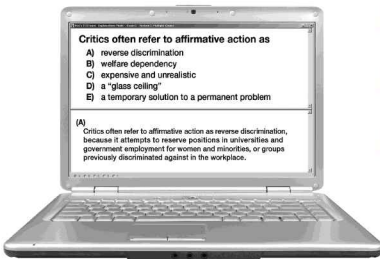 Critics often refer to affirmative action as
A) reverse discrimination
B) welfare dependency
C) expensive and unrealistic
D) a "glass ceiling"
E) a temporary solution to a permanent problem
(A)
Critics often refer to affirmative action as reverse discrimination,
because it attempts to reserve positions in universities and
government employment for women and minorities, or groups
previously discriminated against in the workplace.